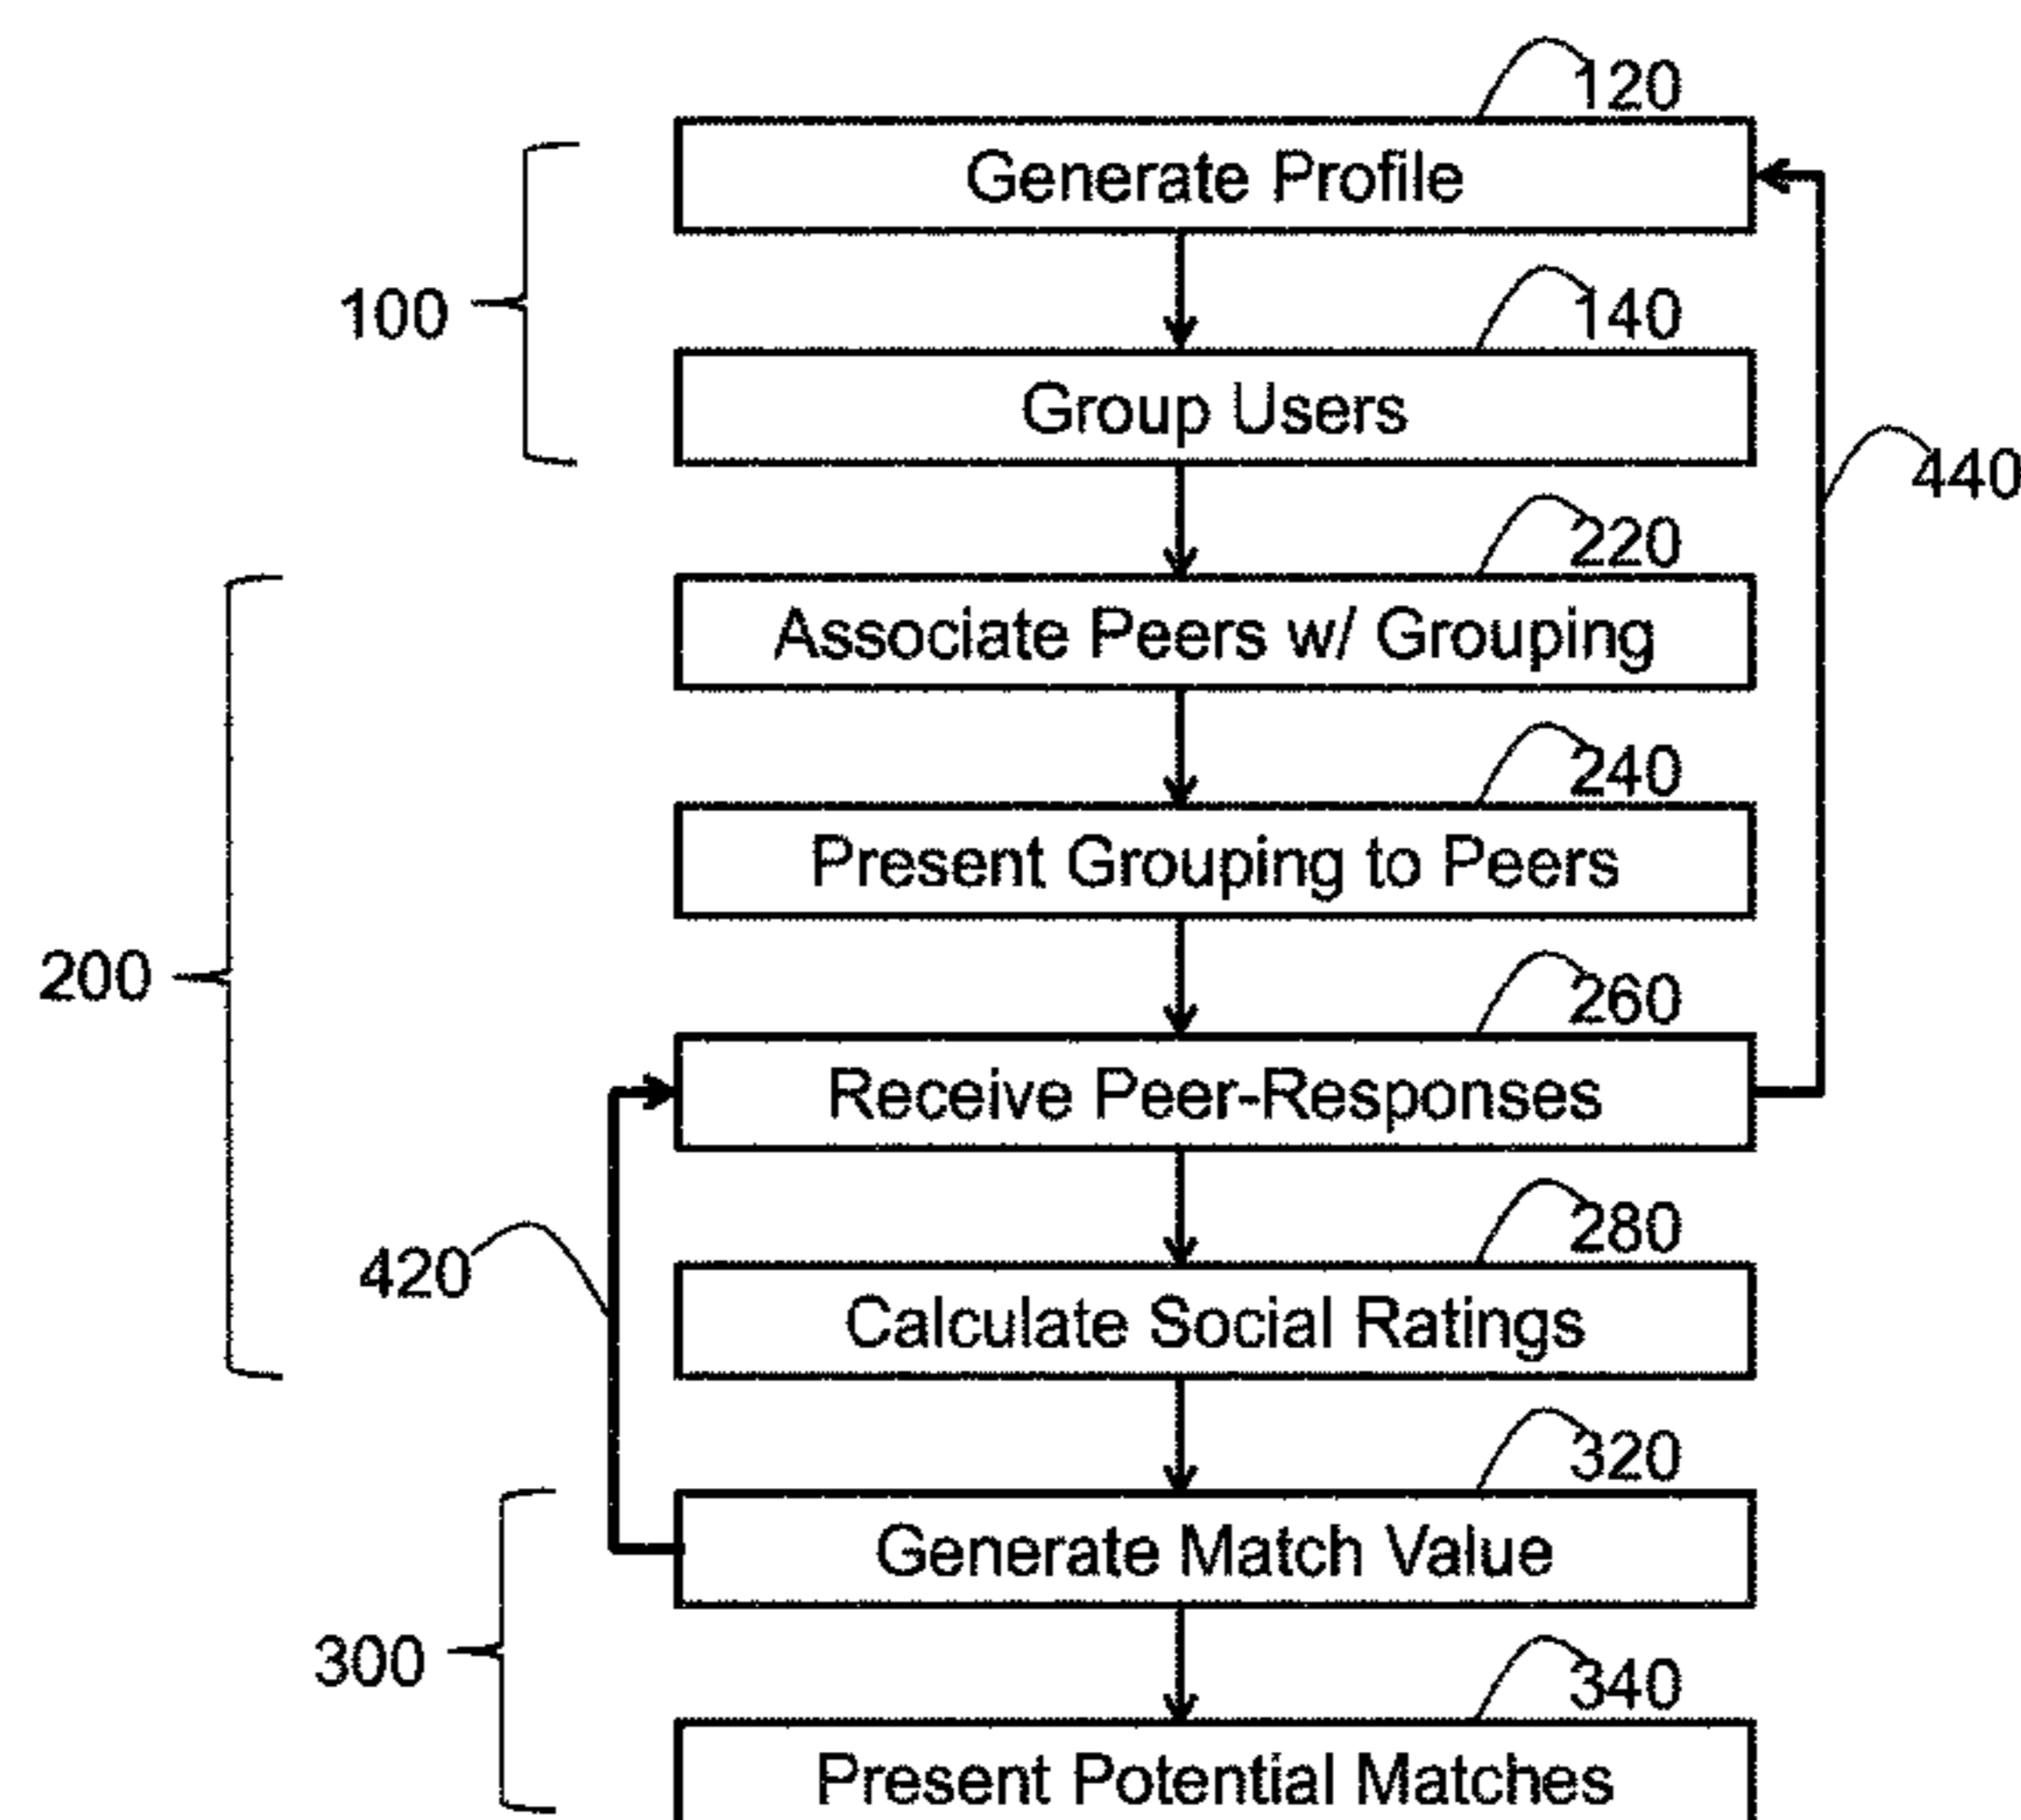 120
Generate Profile
100
140
Group Users
440
220
Associate Peers w/ Grouping
240
Present Grouping to Peers
200
260
Receive Peer-Responses
280
420
Calculate Social Ratings
320
Generate Match Value
300
340
Present Potential Matches